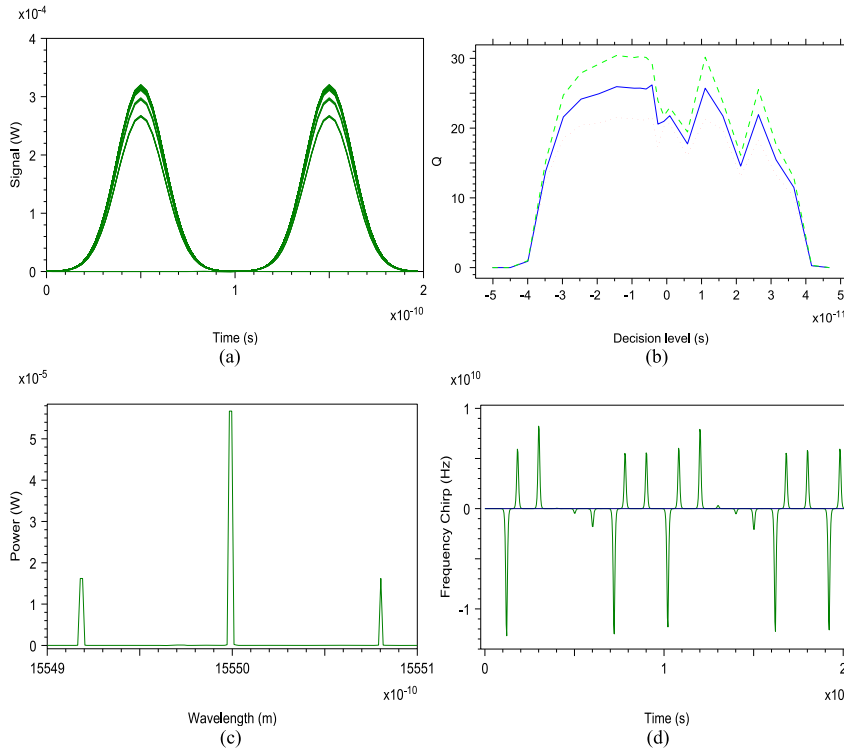 x10⁻⁴
4
3
2
1
0
Signal (W)
0 1 2
x10⁻¹⁰
Time (s)
(a)
30
20
10
0
Q
-5 -4 -3 -2 -1 0 1 2 3 4 5
x10⁻¹¹
Decision level (s)
(b)
x10⁻⁵
5
4
3
2
1
0
Power (W)
15549 15550 15551
x10⁻¹⁰
Wavelength (m)
(c)
x10¹⁰
1
0
-1
Frequency Chirp (Hz)
0 1 2
Time (s)
(d)